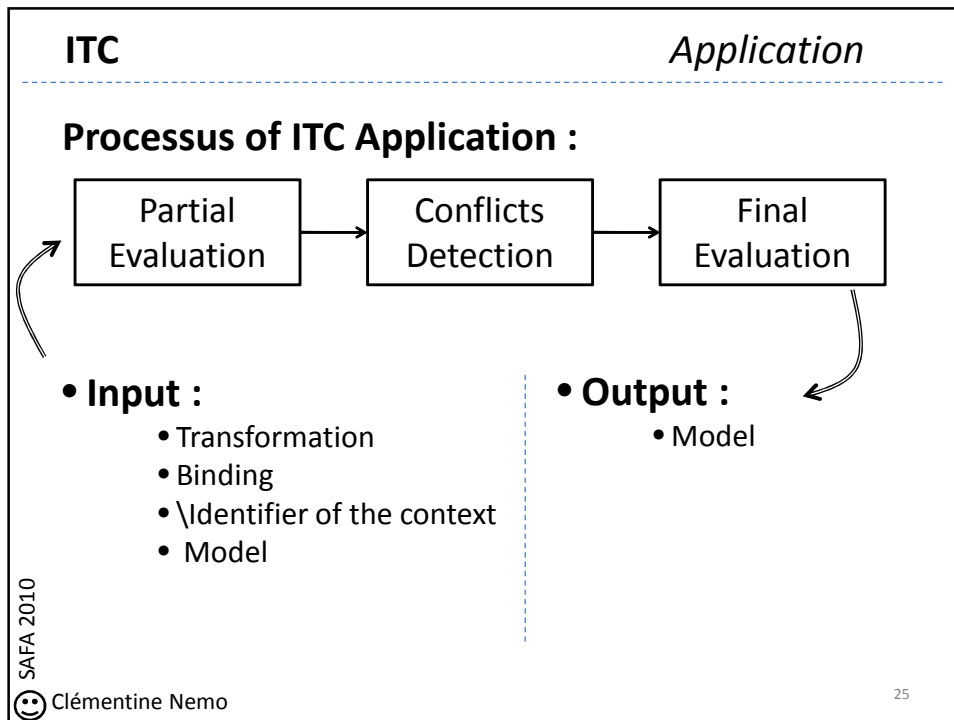 ITC
Application
Processus of ITC Application :
Partial
Evaluation
Conflicts
Detection
Final
Evaluation
• Input :
• Transformation
• Binding
• \Identifier of the context
• Model
• Output :
• Model
SAFA 2010
Clémentine Nemo
25